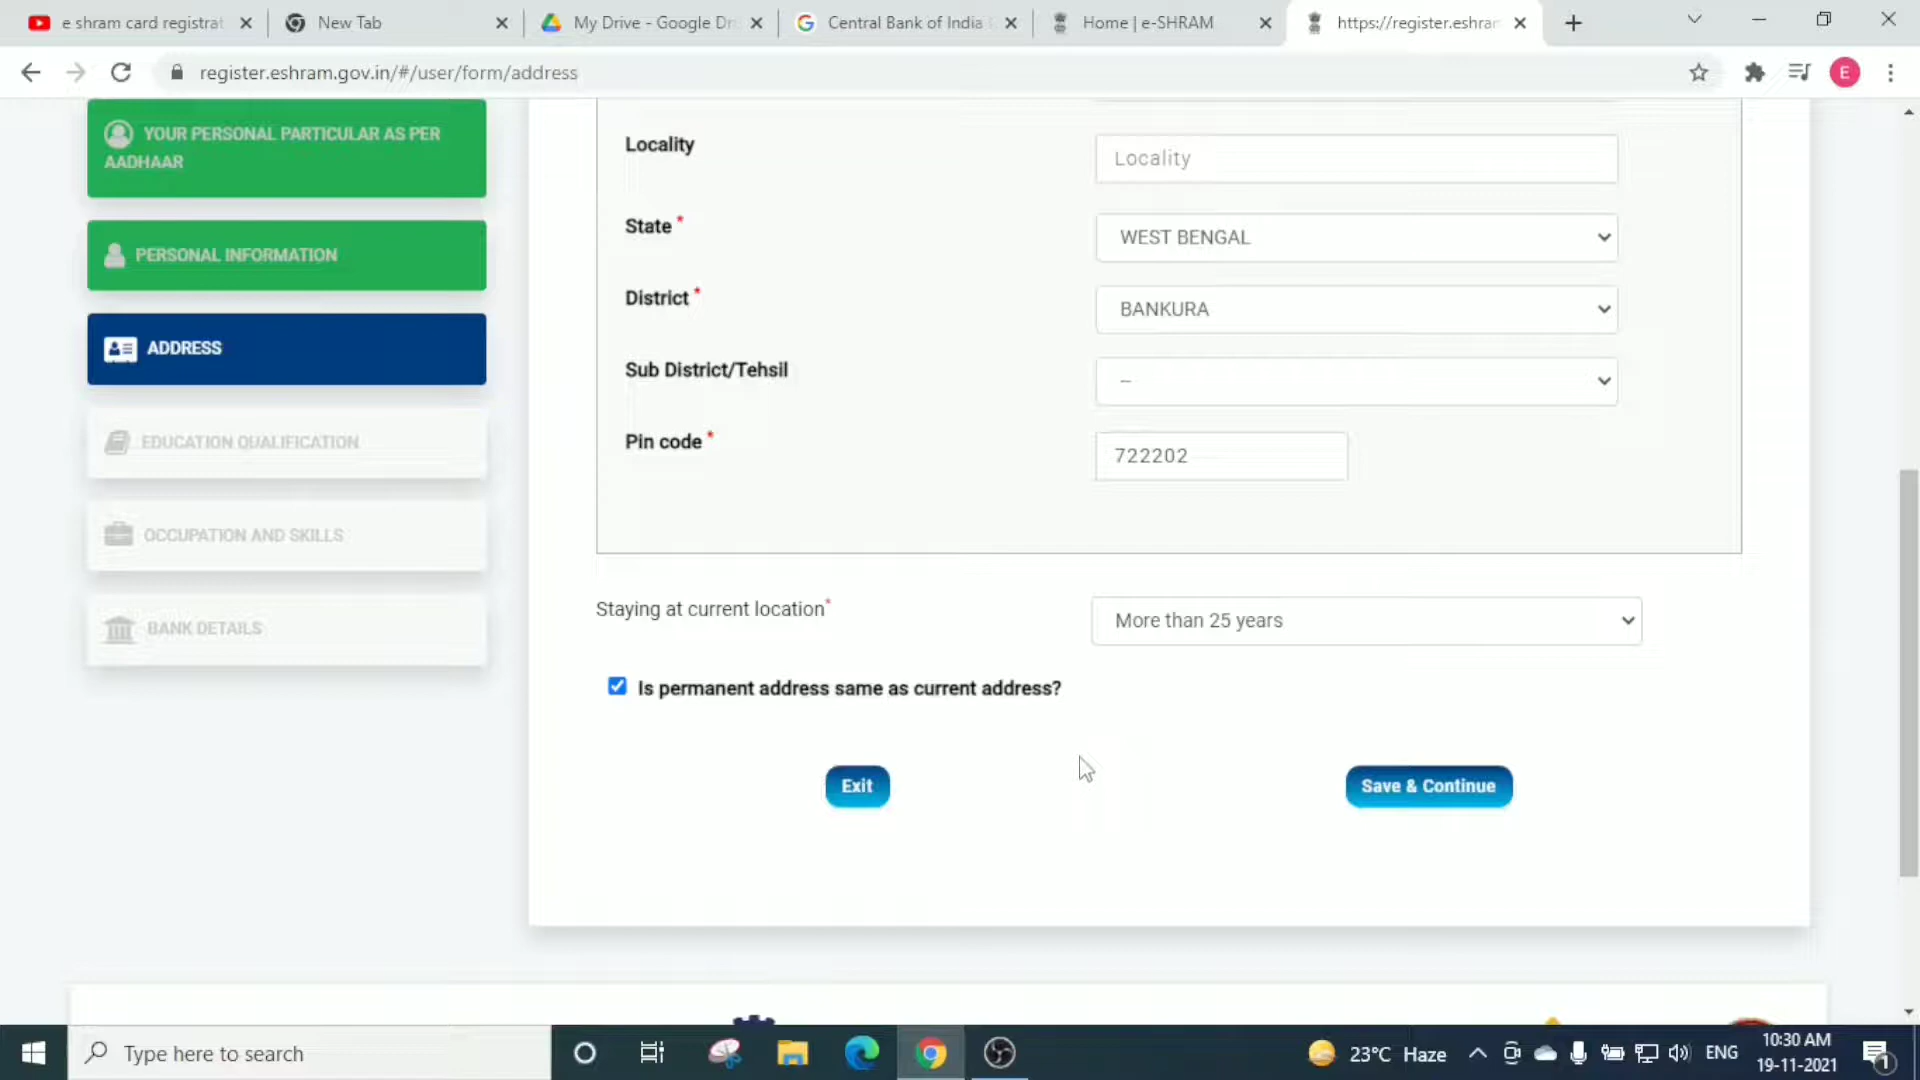 e shram card registrat
New Tab
My Drive - Google Dr
Central Bank of India
Home | e-SHRAM
https://register.eshram
register.eshram.gov.in/#/user/form/address
E
YOUR PERSONAL PARTICULAR AS PER
AADHAAR
PERSONAL INFORMATION
ADDRESS
EDUCATION QUALIFICATION
OCCUPATION AND SKILLS
BANK DETAILS
Locality
Locality
State *
WEST BENGAL
District *
BANKURA
Sub District/Tehsil
--
Pin code *
722202
Staying at current location*
More than 25 years
Is permanent address same as current address?
Exit
Save & Continue
Type here to search
23°C Haze
ENG
10:30 AM
19-11-2021
1